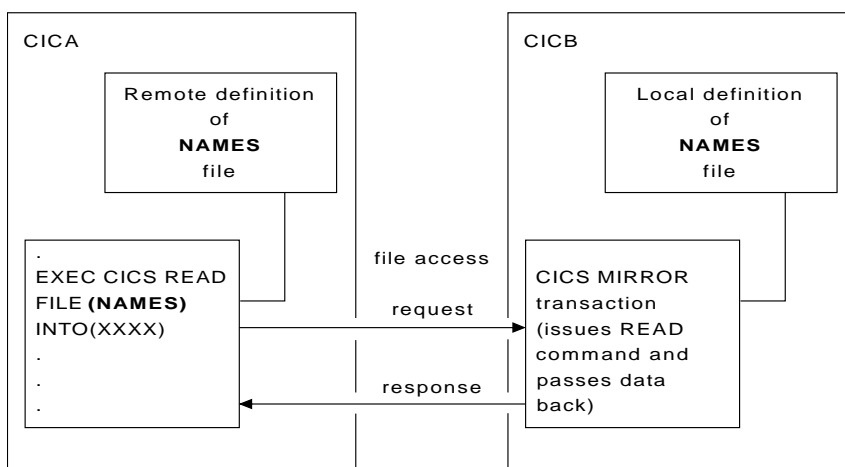 CICA
Remote definition
of
NAMES
file
.
EXEC CICS READ
FILE (NAMES)
INTO(XXXX)
.
.
.
file access
request
response
CICB
Local definition
of
NAMES
file
CICS MIRROR
transaction
(issues READ
command and
passes data
back)